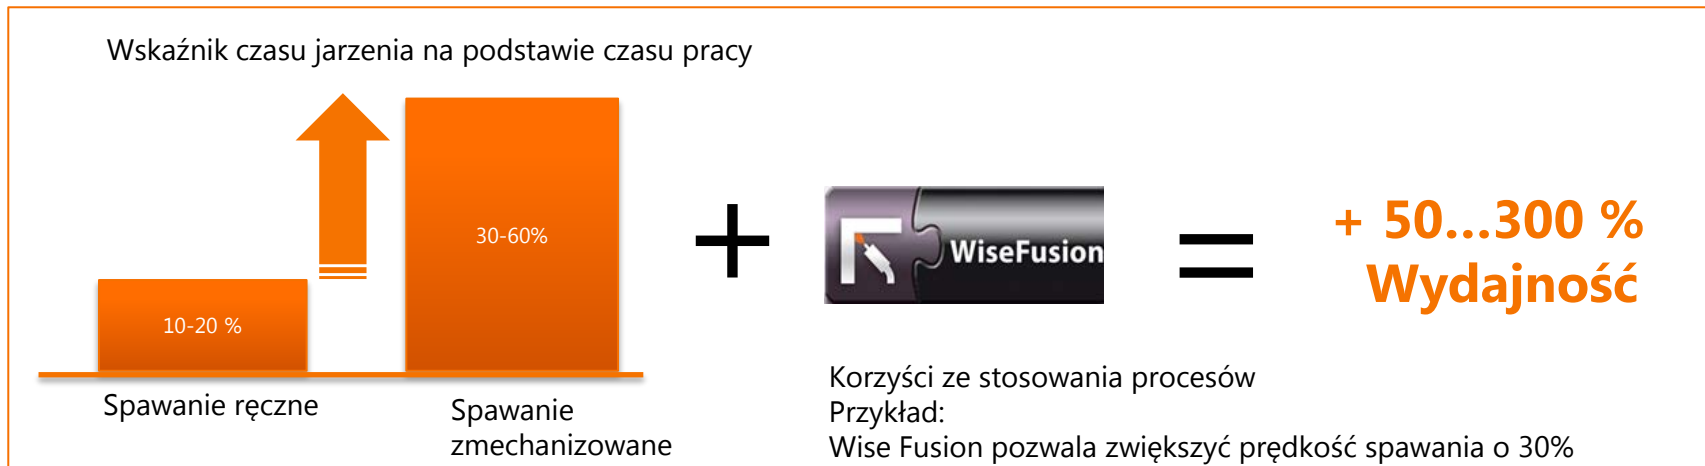 Wskaźnik czasu jarzenia na podstawie czasu pracy
10-20 %
30-60%
Spawanie ręczne
Spawanie
zmechanizowane
+
WiseFusion
=
+ 50...300 %
Wydajność
Korzyści ze stosowania procesów
Przykład:
Wise Fusion pozwala zwiększyć prędkość spawania o 30%